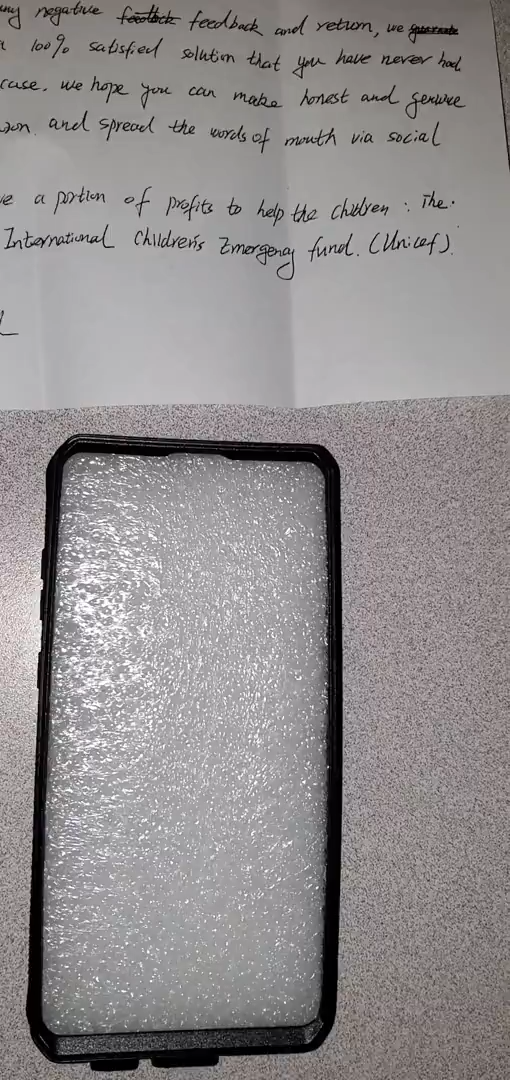 any negative feedback and return, we
100% satisfied solution that you have never had
case. we hope you can make honest and genuine
and spread the words of mouth via social
a portion of profits to help the children : The.
International Children's Emergency fund. (Unicef).